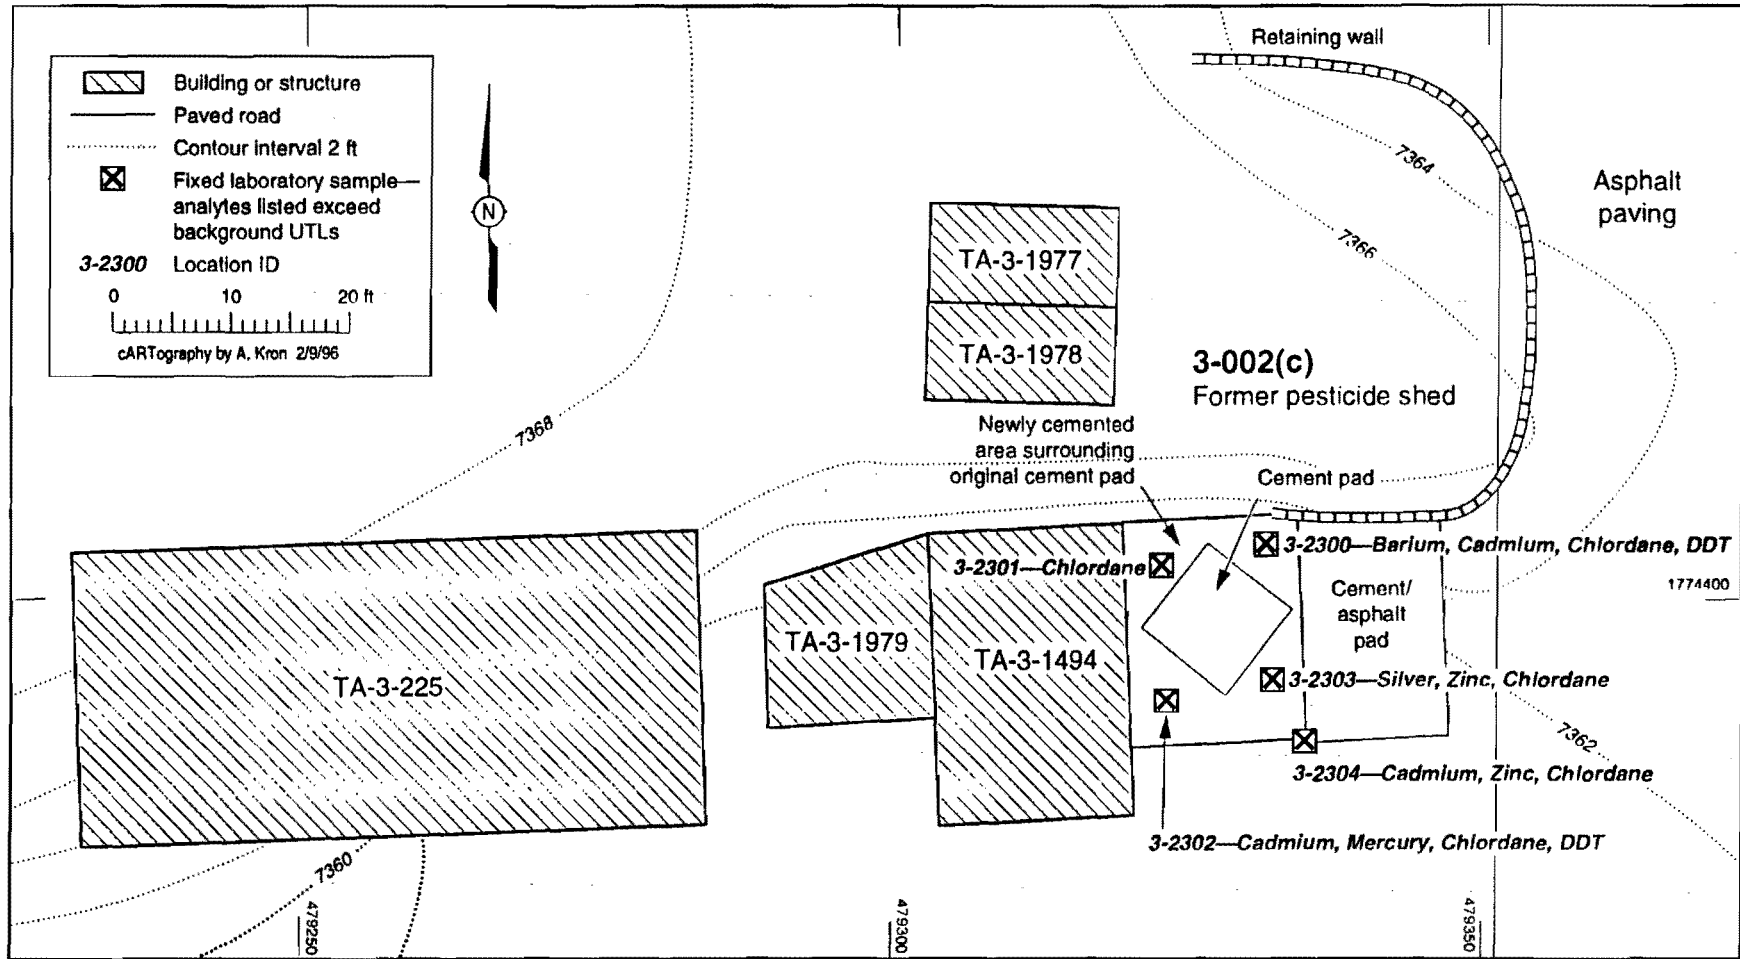 Building or structure
Paved road
Contour interval 2 ft
Fixed laboratory sample—
analytes listed exceed
background UTLs
3-2300 Location ID
0 10 20 ft
cARTography by A. Kron 2/9/96
N
Retaining wall
7364
7366
Asphalt
paving
TA-3-1977
TA-3-1978
3-002(c)
Former pesticide shed
7368
Newly cemented
area surrounding
original cement pad
Cement pad
3-2300—Barium, Cadmium, Chlordane, DDT
3-2301—Chlordane
1774400
Cement/
asphalt
pad
TA-3-1979
TA-3-1494
TA-3-225
3-2303—Silver, Zinc, Chlordane
7362
3-2304—Cadmium, Zinc, Chlordane
3-2302—Cadmium, Mercury, Chlordane, DDT
7360
479250
479300
479350